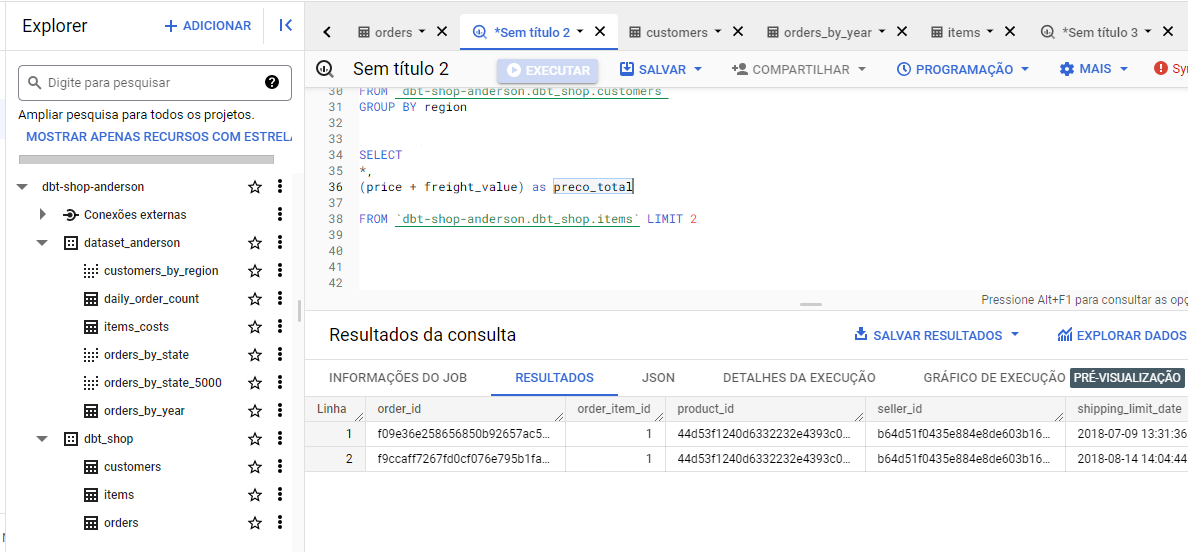 Explorer
+ ADICIONAR
Digite para pesquisar
Ampliar pesquisa para todos os projetos.
MOSTRAR APENAS RECURSOS COM ESTRELA
dbt-shop-anderson
Conexões externas
dataset_anderson
customers_by_region
daily_order_count
items_costs
orders_by_state
orders_by_state_5000
orders_by_year
dbt_shop
customers
items
orders
orders
*Sem título 2
customers
orders_by_year
items
*Sem título 3
Sem título 2
EXECUTAR
SALVAR
COMPARTILHAR
PROGRAMAÇÃO
MAIS
30 FROM `dbt-shop-anderson.dbt_shop.customers`
31 GROUP BY region
32
33
34 SELECT
35 *,
36 (price + freight_value) as preco_total
37
38 FROM `dbt-shop-anderson.dbt_shop.items` LIMIT 2
39
40
41
42
Pressione Alt+F1 para consultar as opç
Resultados da consulta
SALVAR RESULTADOS
EXPLORAR DADOS
INFORMAÇÕES DO JOB RESULTADOS JSON DETALHES DA EXECUÇÃO GRÁFICO DE EXECUÇÃO PRÉ-VISUALIZAÇÃO
Linha order_id order_item_id product_id seller_id shipping_limit_date
1 f09e36e258656850b92657ac5... 1 44d53f1240d6332232e4393c0... b64d51f0435e884e8de603b16... 2018-07-09 13:31:36
2 f9ccaff7267fd0cf076e795b1fa... 1 44d53f1240d6332232e4393c0... b64d51f0435e884e8de603b16... 2018-08-14 14:04:44